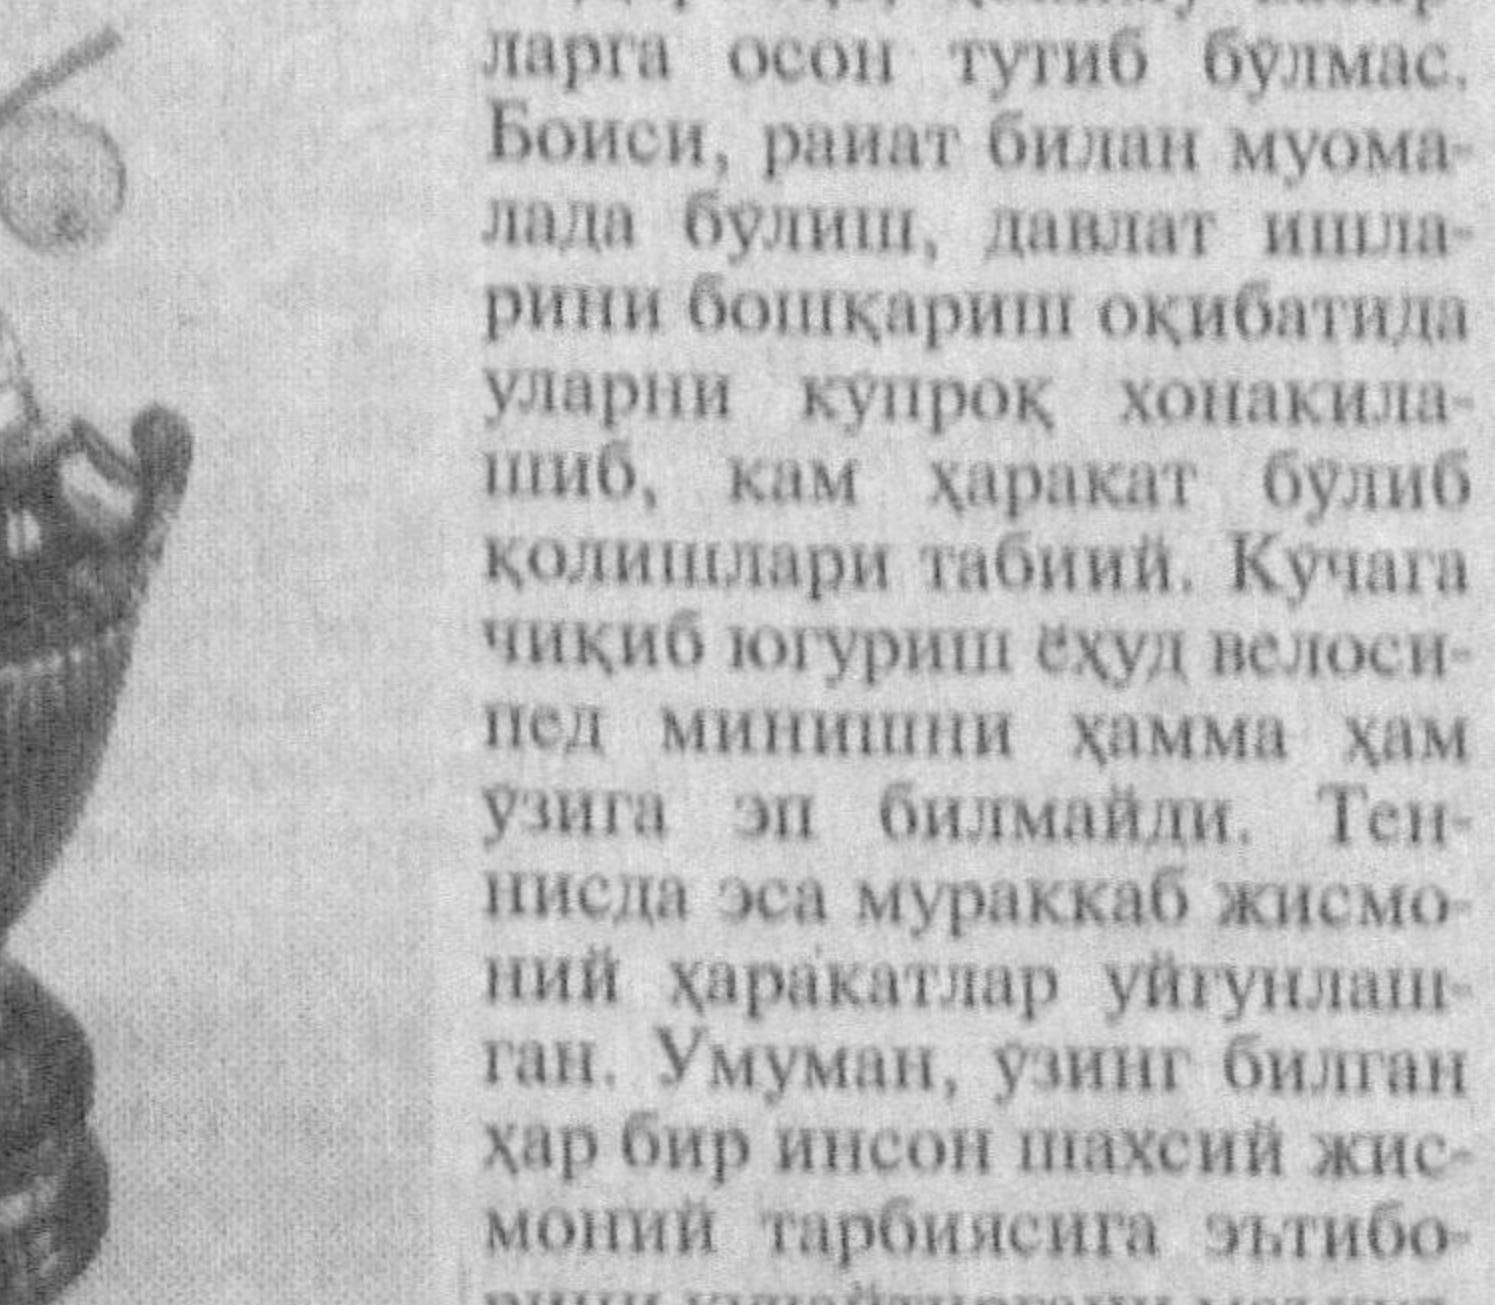 ларга осон тутиб бўлмас.
Боиси, раият билан муома-
лада бўлиш, давлат ишла-
рини бошқариш оқибатида
уларни кўпроқ хонакила-
шиб, кам ҳаракат бўлиб
қолишлари табиий. Кўчага
чиқиб югуриш ёхуд велоси-
пед минишни ҳамма ҳам
ўзига эп билмайди. Тен-
нисда эса мураккаб жисмо-
ний ҳаракатлар уйғунлаш-
ган. Умуман, ўзинг билган
ҳар бир инсон шахсий жис-
моний тарбиясига эътибо-